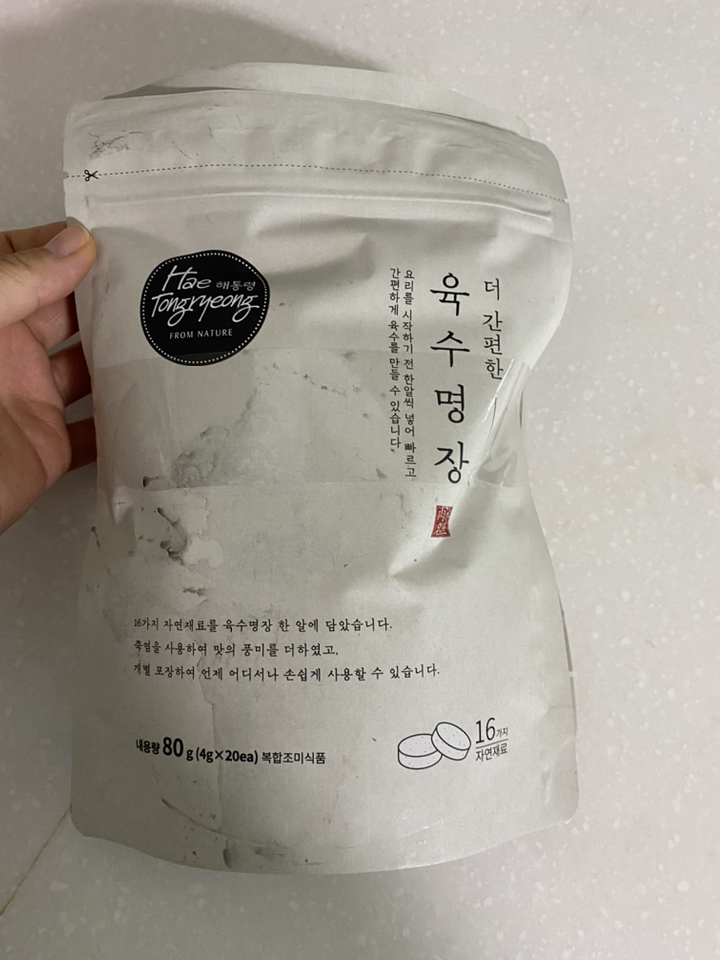 Hae 해통령
Tongryeong
FROM NATURE
더 간편한
육수명장
요리를 시작하기 전 한알씩 넣어 빠르고
간편하게 육수를 만들 수 있습니다.
16가지 자연재료를 육수명장 한 알에 담았습니다.
죽염을 사용하여 맛의 풍미를 더하였고,
개별 포장하여 언제 어디서나 손쉽게 사용할 수 있습니다.
내용량 80g (4g×20ea) 복합조미식품
16가지
자연재료